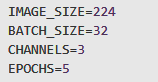 IMAGE_SIZE=224
BATCH_SIZE=32
CHANNELS=3
EPOCHS=5